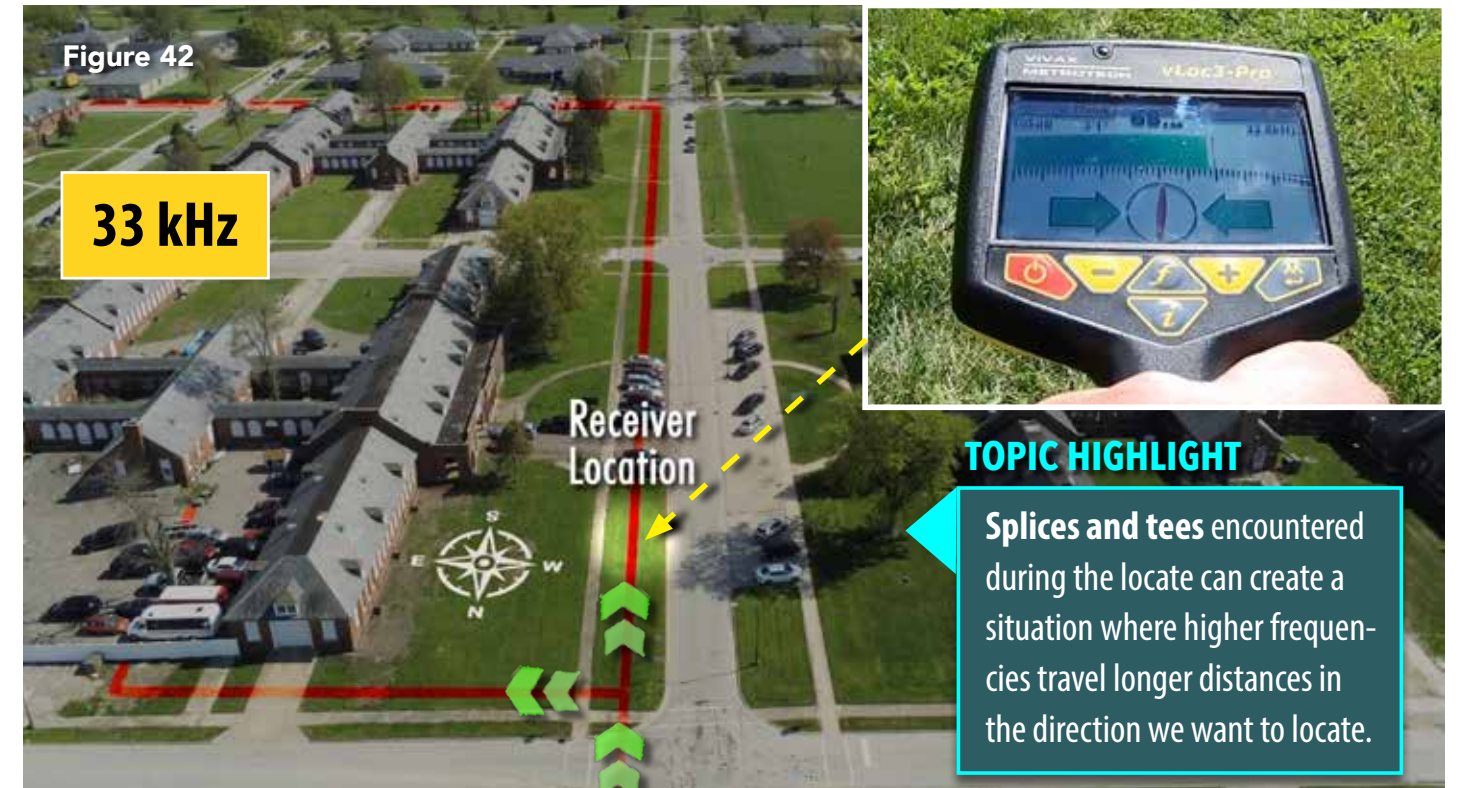 Figure 42
33 kHz
VIVAX
METROTECH
vLoc3-Pro
f
i
Receiver
Location
S
E
W
N
TOPIC HIGHLIGHT
Splices and tees encountered
during the locate can create a
situation where higher frequen-
cies travel longer distances in
the direction we want to locate.